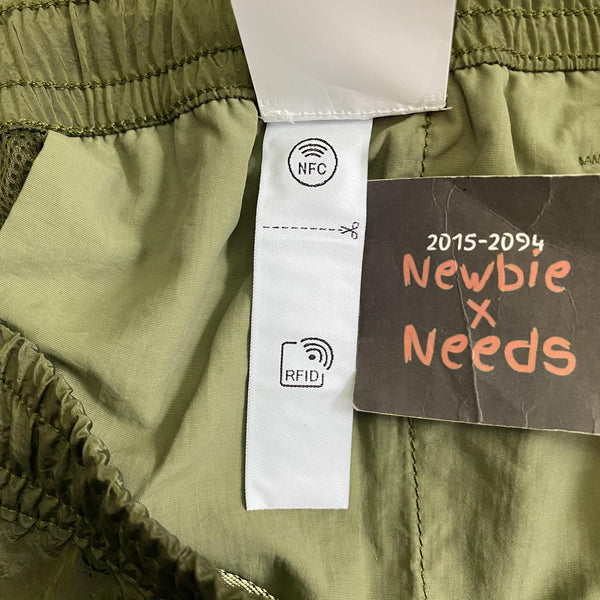 NFC
RFID
2015-2094
Newbie
x
Needs